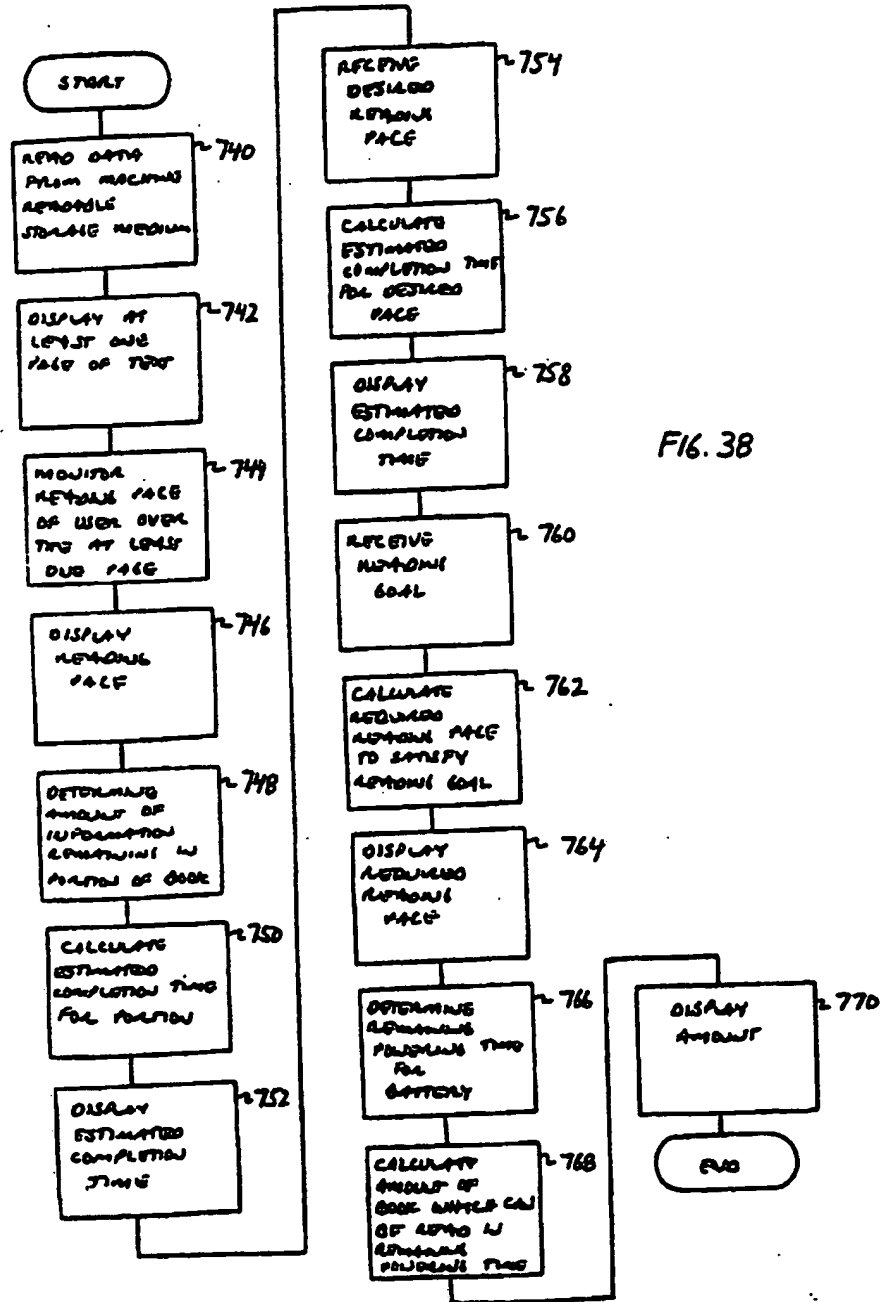 START
READ DATA
FROM MACHINE
READABLE
STORAGE MEDIUM
740
DISPLAY AT
LEAST ONE
PAGE OF TEXT
742
MONITOR
READING PACE
OF USER OVER
THE AT LEAST
ONE PAGE
744
DISPLAY
READING
PACE
746
DETERMINE
AMOUNT OF
INFORMATION
REMAINING IN
PORTION OF BOOK
748
CALCULATE
ESTIMATED
COMPLETION TIME
FOR PORTION
750
DISPLAY
ESTIMATED
COMPLETION
TIME
752
RECEIVE
DESIRED
READING
PACE
754
CALCULATE
ESTIMATED
COMPLETION TIME
FOR DESIRED
PACE
756
DISPLAY
ESTIMATED
COMPLETION
TIME
758
RECEIVE
READING
GOAL
760
CALCULATE
REQUIRED
READING PACE
TO SATISFY
READING GOAL
762
DISPLAY
REQUIRED
READING
PACE
764
DETERMINE
REMAINING
POWERING TIME
FOR
BATTERY
766
CALCULATE
AMOUNT OF
BOOK WHICH CAN
BE READ IN
REMAINING
POWERING TIME
768
DISPLAY
AMOUNT
770
END
FIG. 38